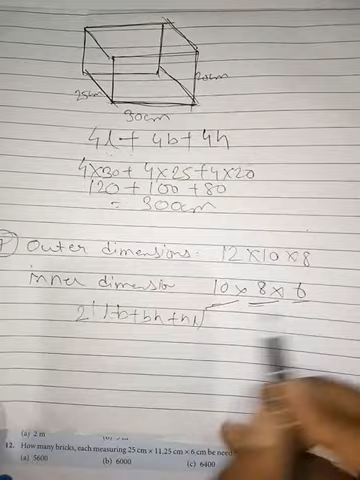 25cm
20cm
30cm
4l + 4b + 4h
4×30 + 4×25 + 4×20
120 + 100 + 80
= 300cm
Outer dimensions: 12×10×8
inner dimension 10×8×6
2(lb+bh+hl)
(a) 2 m
12. How many bricks, each measuring 25 cm × 11.25 cm × 6 cm be need
(a) 5600 (b) 6000 (c) 6400